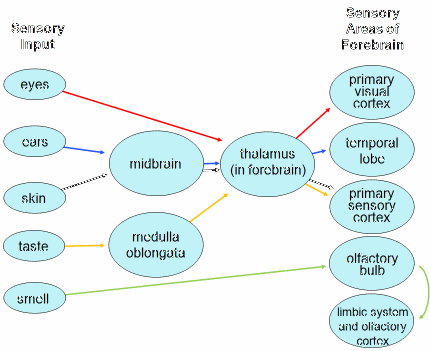 Sensory
Input
Sensory
Areas of
Forebrain
eyes
ears
skin
taste
smell
midbrain
medulla
oblongata
thalamus
(in forebrain)
primary
visual
cortex
temporal
lobe
primary
sensory
cortex
olfactory
bulb
limbic system
and olfactory
cortex